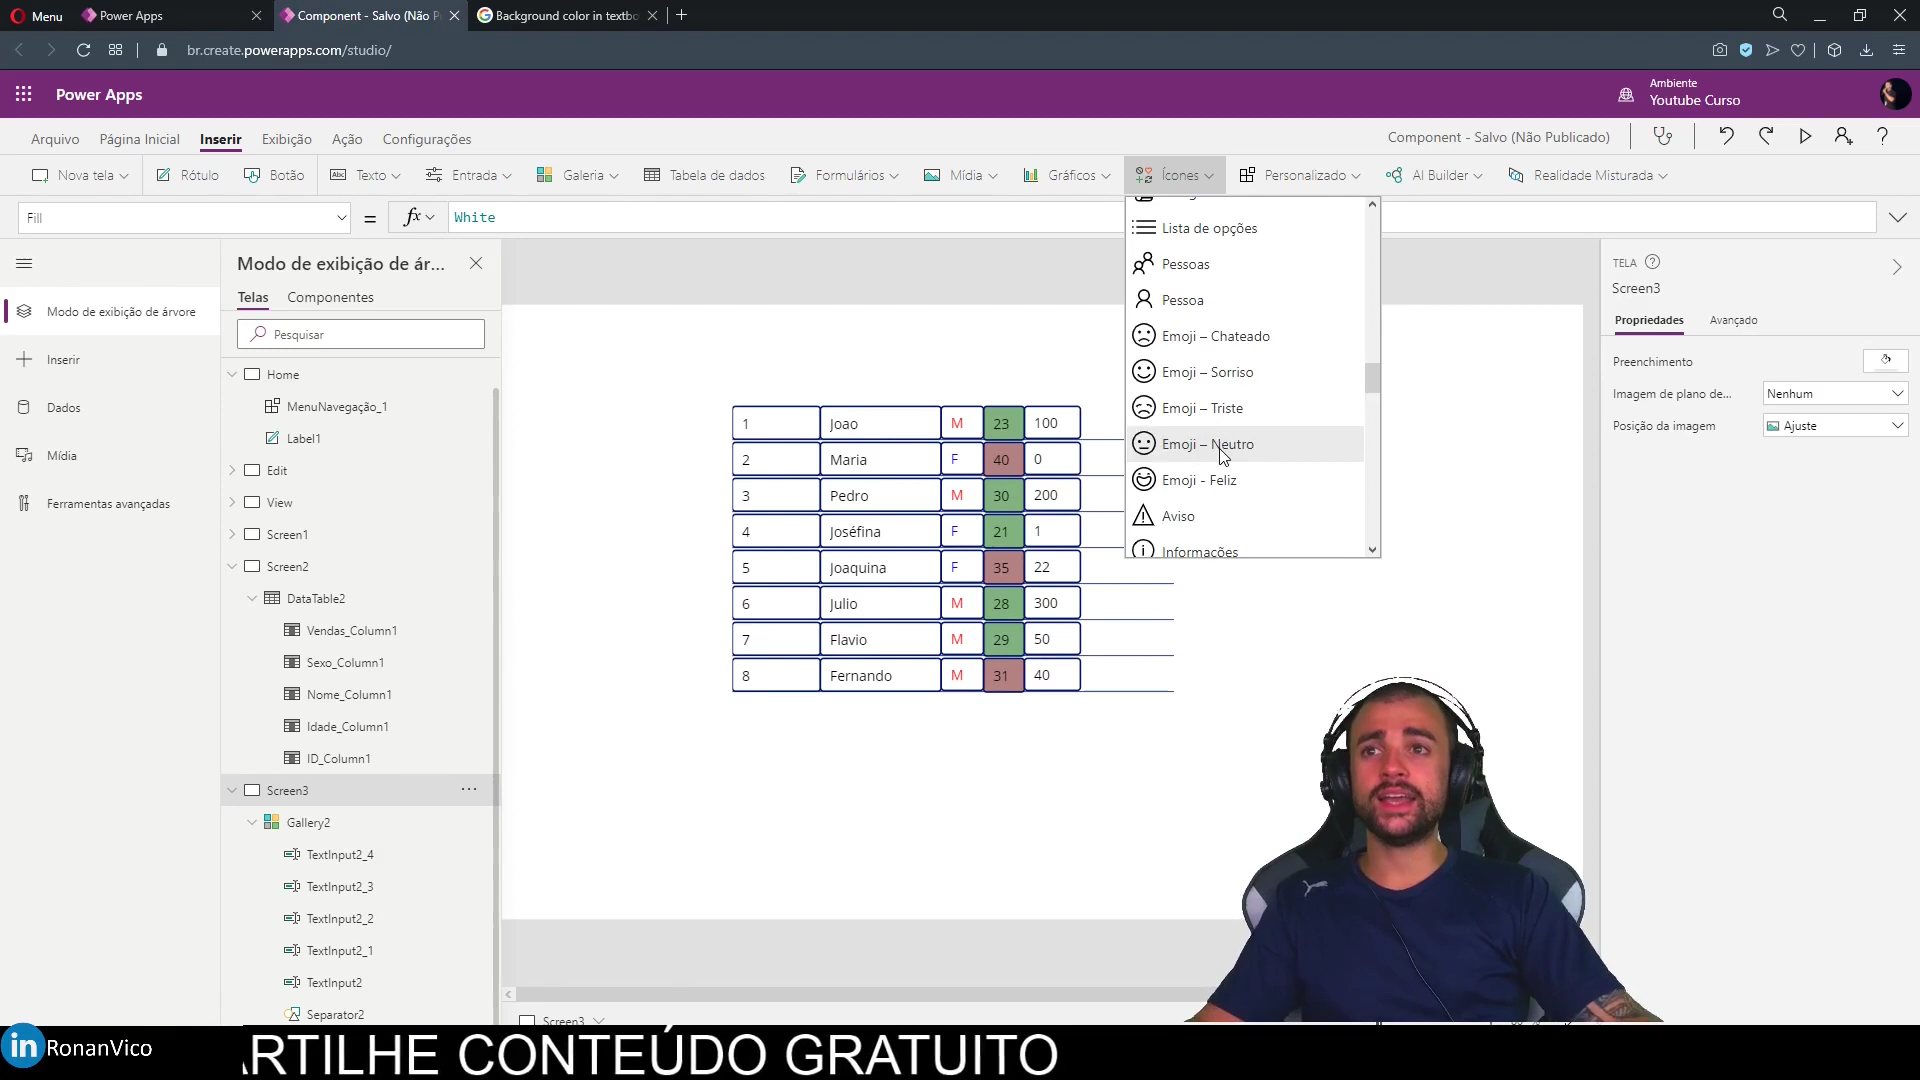 Menu
Power Apps
Component - Salvo (Não P
Background color in textbo
br.create.powerapps.com/studio/
Power Apps
Ambiente
Youtube Curso
Arquivo
Página Inicial
Inserir
Exibição
Ação
Configurações
Component - Salvo (Não Publicado)
Nova tela
Rótulo
Botão
Texto
Entrada
Galeria
Tabela de dados
Formulários
Mídia
Gráficos
Ícones
Personalizado
AI Builder
Realidade Misturada
Fill
=
fx
White
Modo de exibição de árvore
Inserir
Dados
Mídia
Ferramentas avançadas
Modo de exibição de ár...
Telas
Componentes
Pesquisar
Home
MenuNavegação_1
Label1
Edit
View
Screen1
Screen2
DataTable2
Vendas_Column1
Sexo_Column1
Nome_Column1
Idade_Column1
ID_Column1
Screen3
...
Gallery2
TextInput2_4
TextInput2_3
TextInput2_2
TextInput2_1
TextInput2
Separator2
1 Joao M 23 100
2 Maria F 40 0
3 Pedro M 30 200
4 Joséfina F 21 1
5 Joaquina F 35 22
6 Julio M 28 300
7 Flavio M 29 50
8 Fernando M 31 40
Lista de opções
Pessoas
Pessoa
Emoji – Chateado
Emoji – Sorriso
Emoji – Triste
Emoji – Neutro
Emoji - Feliz
Aviso
Informações
TELA
Screen3
Propriedades
Avançado
Preenchimento
Imagem de plano de...
Nenhum
Posição da imagem
Ajuste
Screen3
in RonanVico
ARTILHE CONTEÚDO GRATUITO